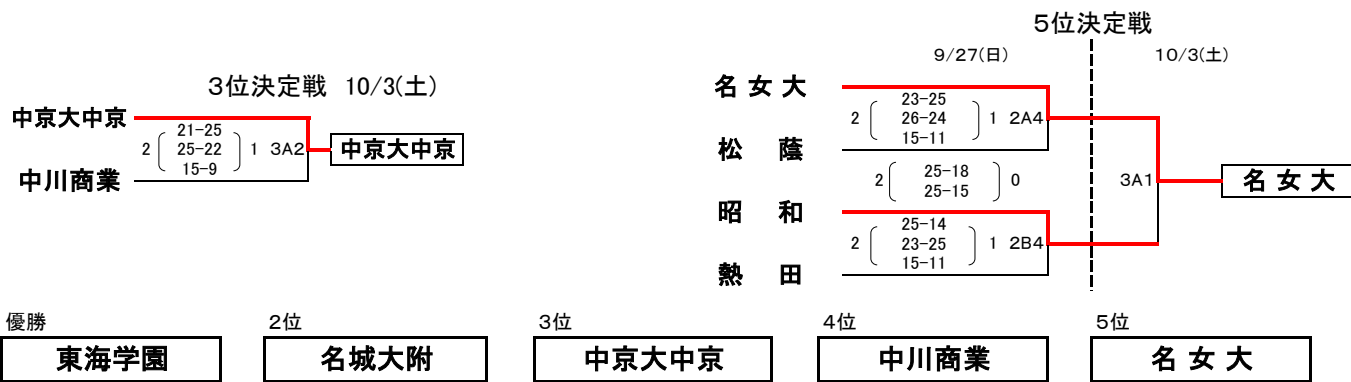 5位決定戦
9/27(日) 10/3(土)
3位決定戦 10/3(土)
中京大中京
2 21-25 1 3A2
25-22
15-9
中京大中京
中川商業
名女大
2 23-25 1 2A4
26-24
15-11
松 蔭
2 25-18 0
25-15
3A1
名女大
昭 和
2 25-14 1 2B4
23-25
15-11
熱 田
優勝 2位 3位 4位 5位
東海学園 名城大附 中京大中京 中川商業 名女大